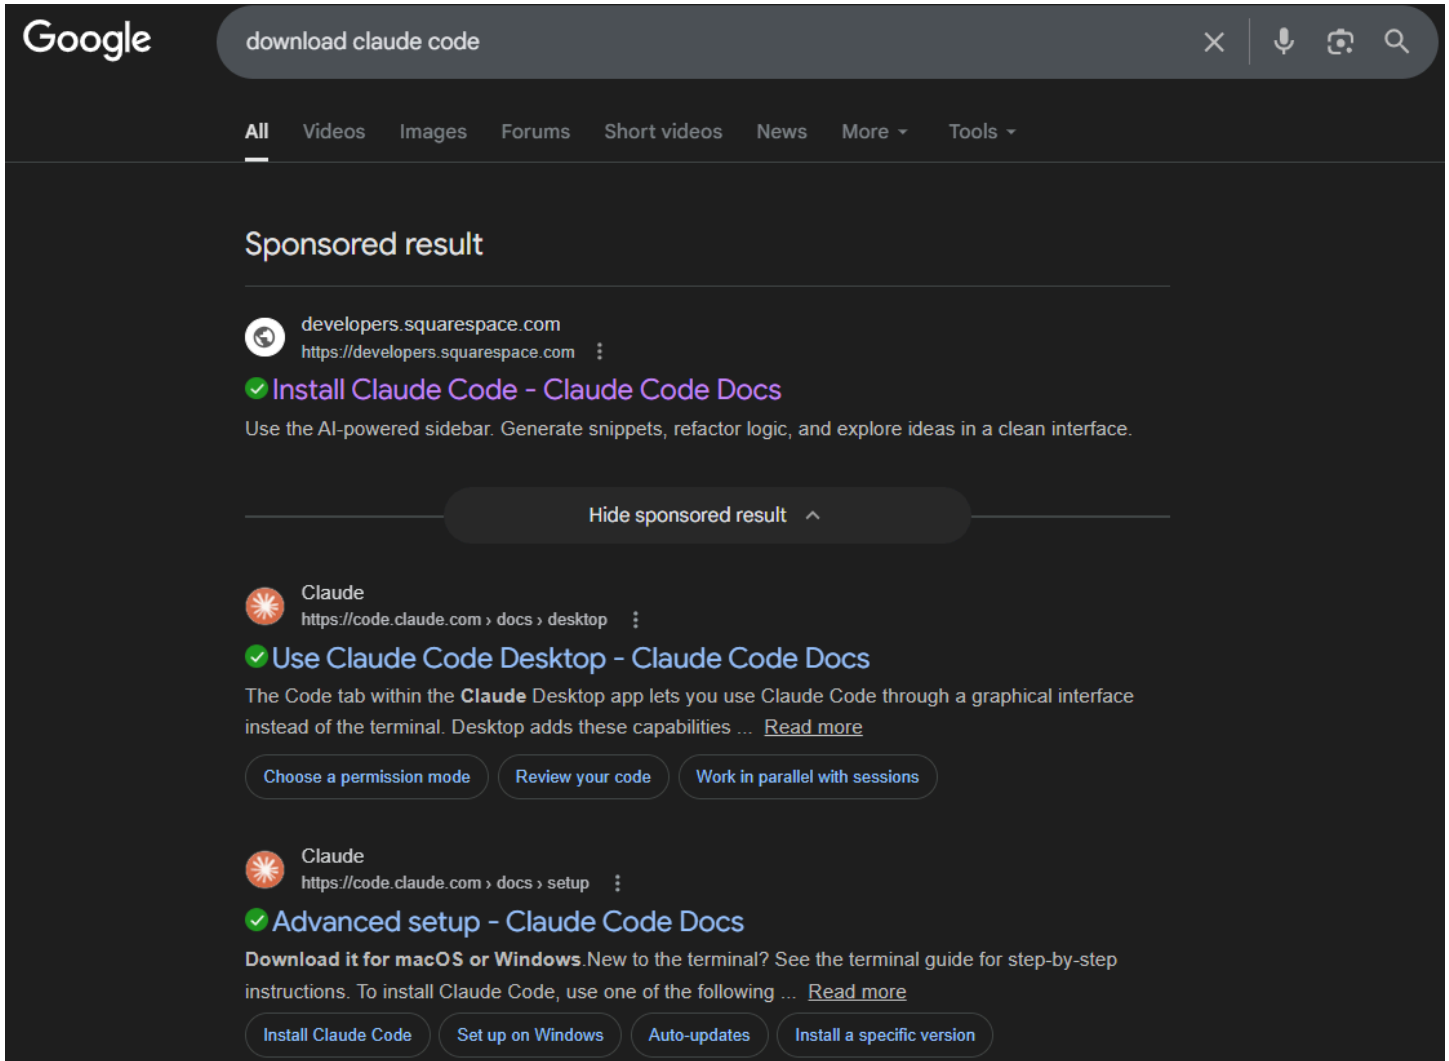 Google
download claude code
All Videos Images Forums Short videos News More Tools
Sponsored result
developers.squarespace.com
https://developers.squarespace.com
Install Claude Code - Claude Code Docs
Use the AI-powered sidebar. Generate snippets, refactor logic, and explore ideas in a clean interface.
Hide sponsored result
Claude
https://code.claude.com › docs › desktop
Use Claude Code Desktop - Claude Code Docs
The Code tab within the Claude Desktop app lets you use Claude Code through a graphical interface
instead of the terminal. Desktop adds these capabilities ... Read more
Choose a permission mode Review your code Work in parallel with sessions
Claude
https://code.claude.com › docs › setup
Advanced setup - Claude Code Docs
Download it for macOS or Windows.New to the terminal? See the terminal guide for step-by-step
instructions. To install Claude Code, use one of the following ... Read more
Install Claude Code Set up on Windows Auto-updates Install a specific version